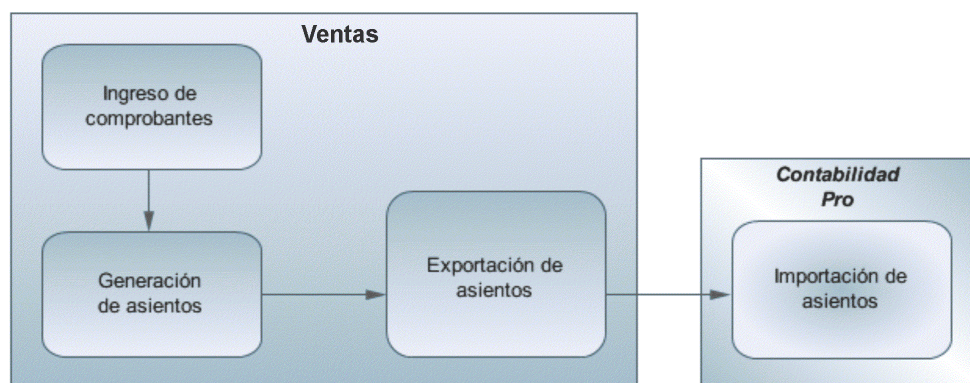 Ventas
Ingreso de
comprobantes
Generación
de asientos
Exportación de
asientos
Contabilidad
Pro
Importación de
asientos